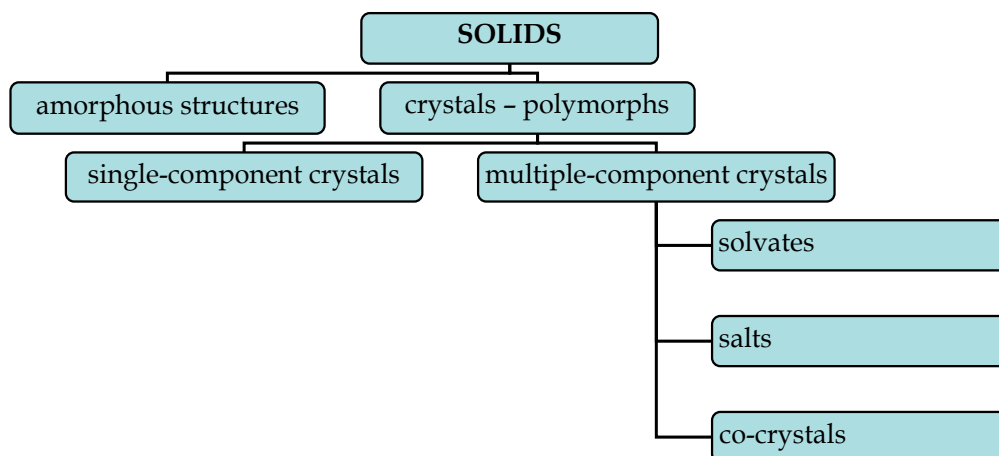 SOLIDS
amorphous structures
crystals – polymorphs
single-component crystals
multiple-component crystals
solvates
salts
co-crystals